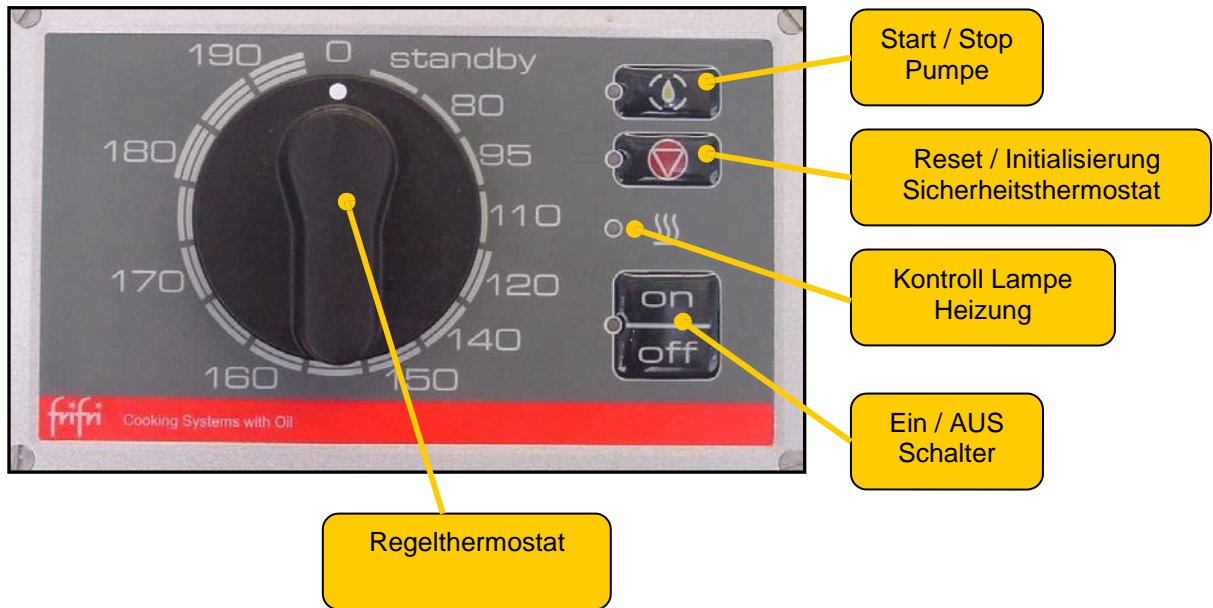 0
standby
80
95
110
120
140
150
160
170
180
190
on
off
frifri Cooking Systems with Oil
Start / Stop
Pumpe
Reset / Initialisierung
Sicherheitsthermostat
Kontroll Lampe
Heizung
Ein / AUS
Schalter
Regelthermostat